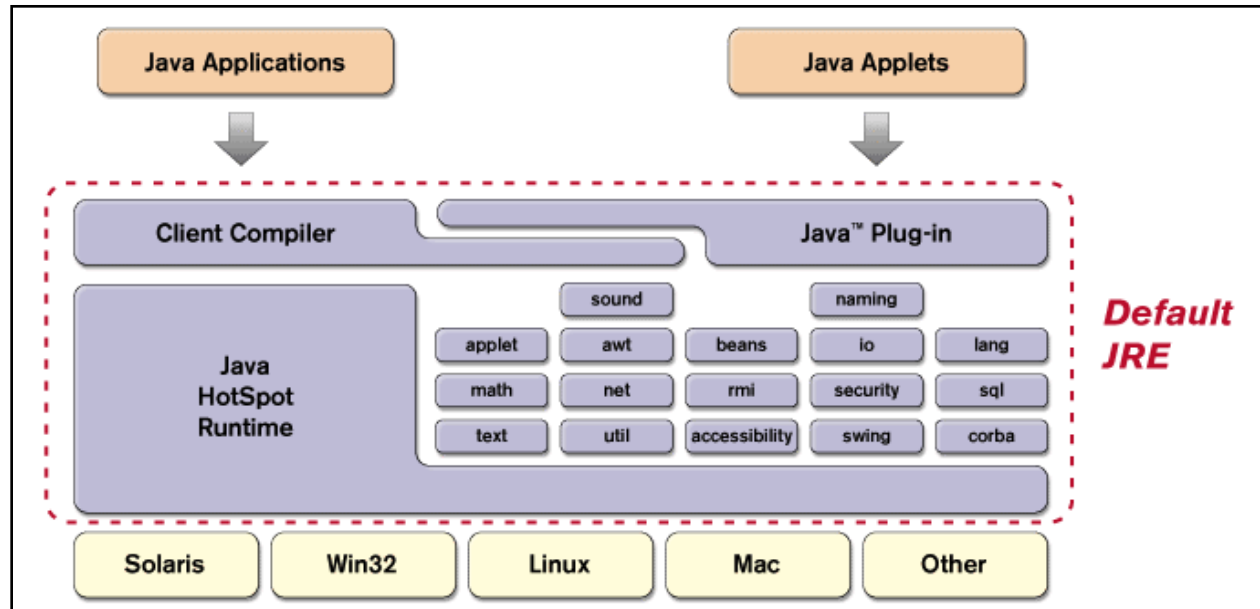 Java Applications
Java Applets
Client Compiler
Java™ Plug-in
Java
HotSpot
Runtime
sound
naming
applet
awt
beans
io
lang
math
net
rmi
security
sql
text
util
accessibility
swing
corba
Default
JRE
Solaris
Win32
Linux
Mac
Other